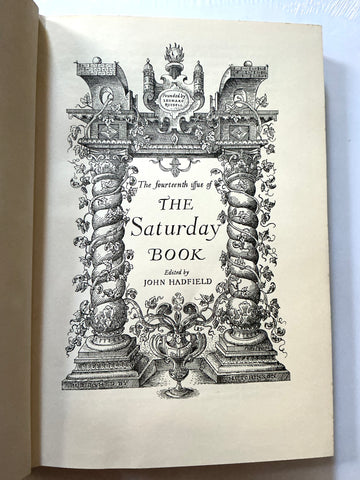 Founded by
LEONARD
RUSSELL
The fourteenth issue of
THE
Saturday
BOOK
Edited by
JOHN HADFIELD